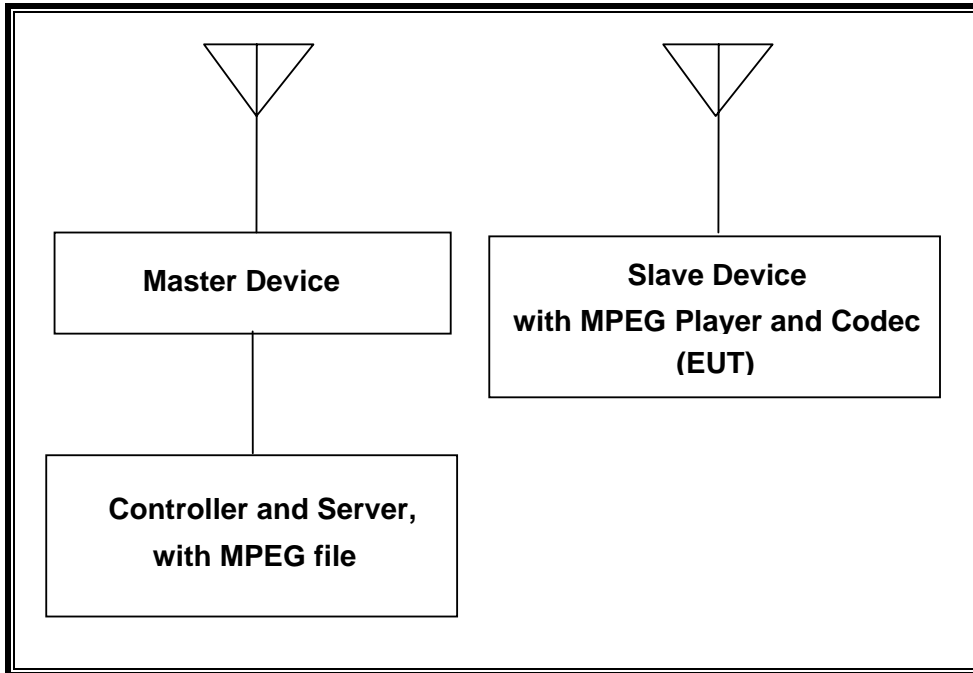 Master Device
Slave Device
with MPEG Player and Codec
(EUT)
Controller and Server,
with MPEG file